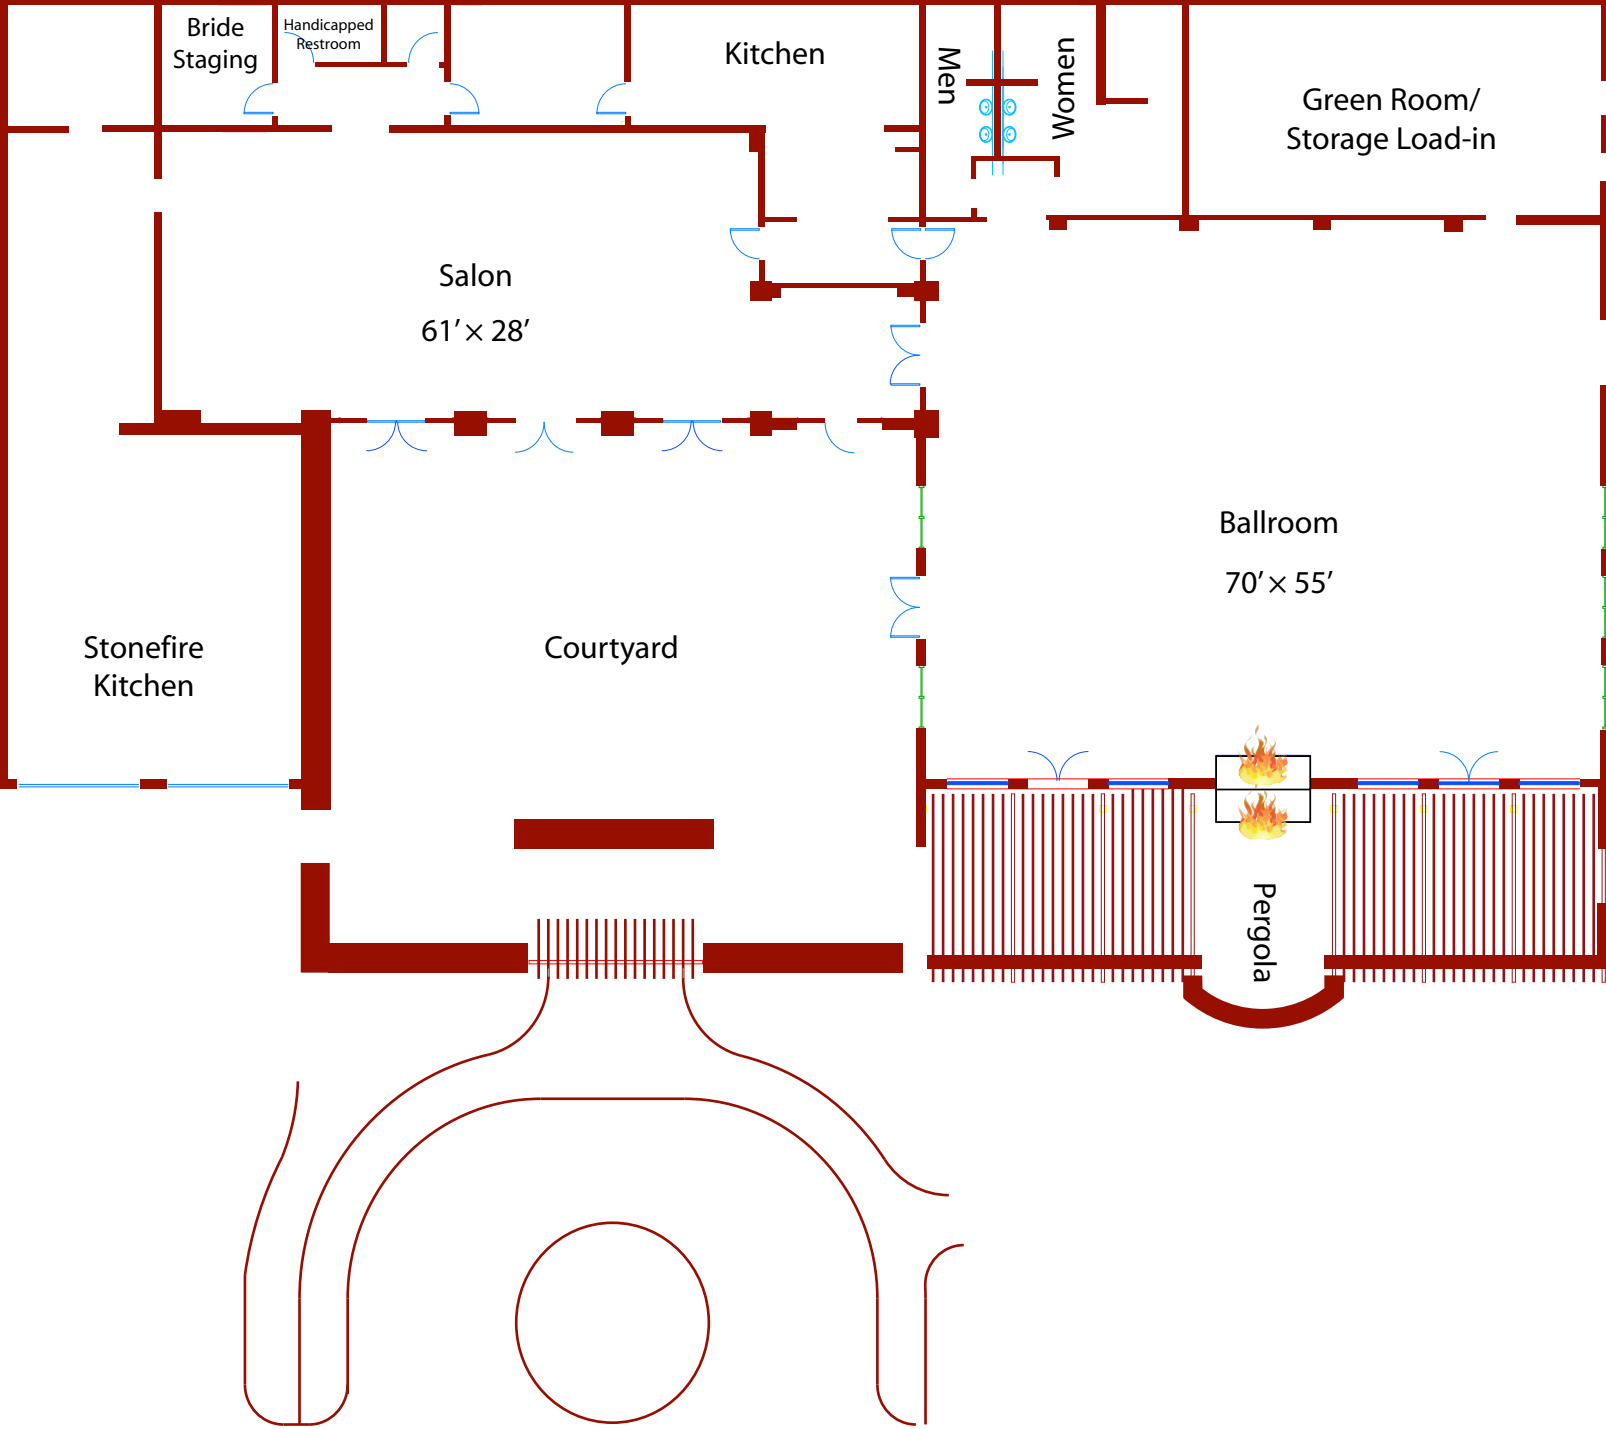 Bride
Staging
Handicapped
Restroom
Kitchen
Men
Women
Green Room/
Storage Load-in
Salon
61’ × 28’
Ballroom
70’ × 55’
Stonefire
Kitchen
Courtyard
Pergola